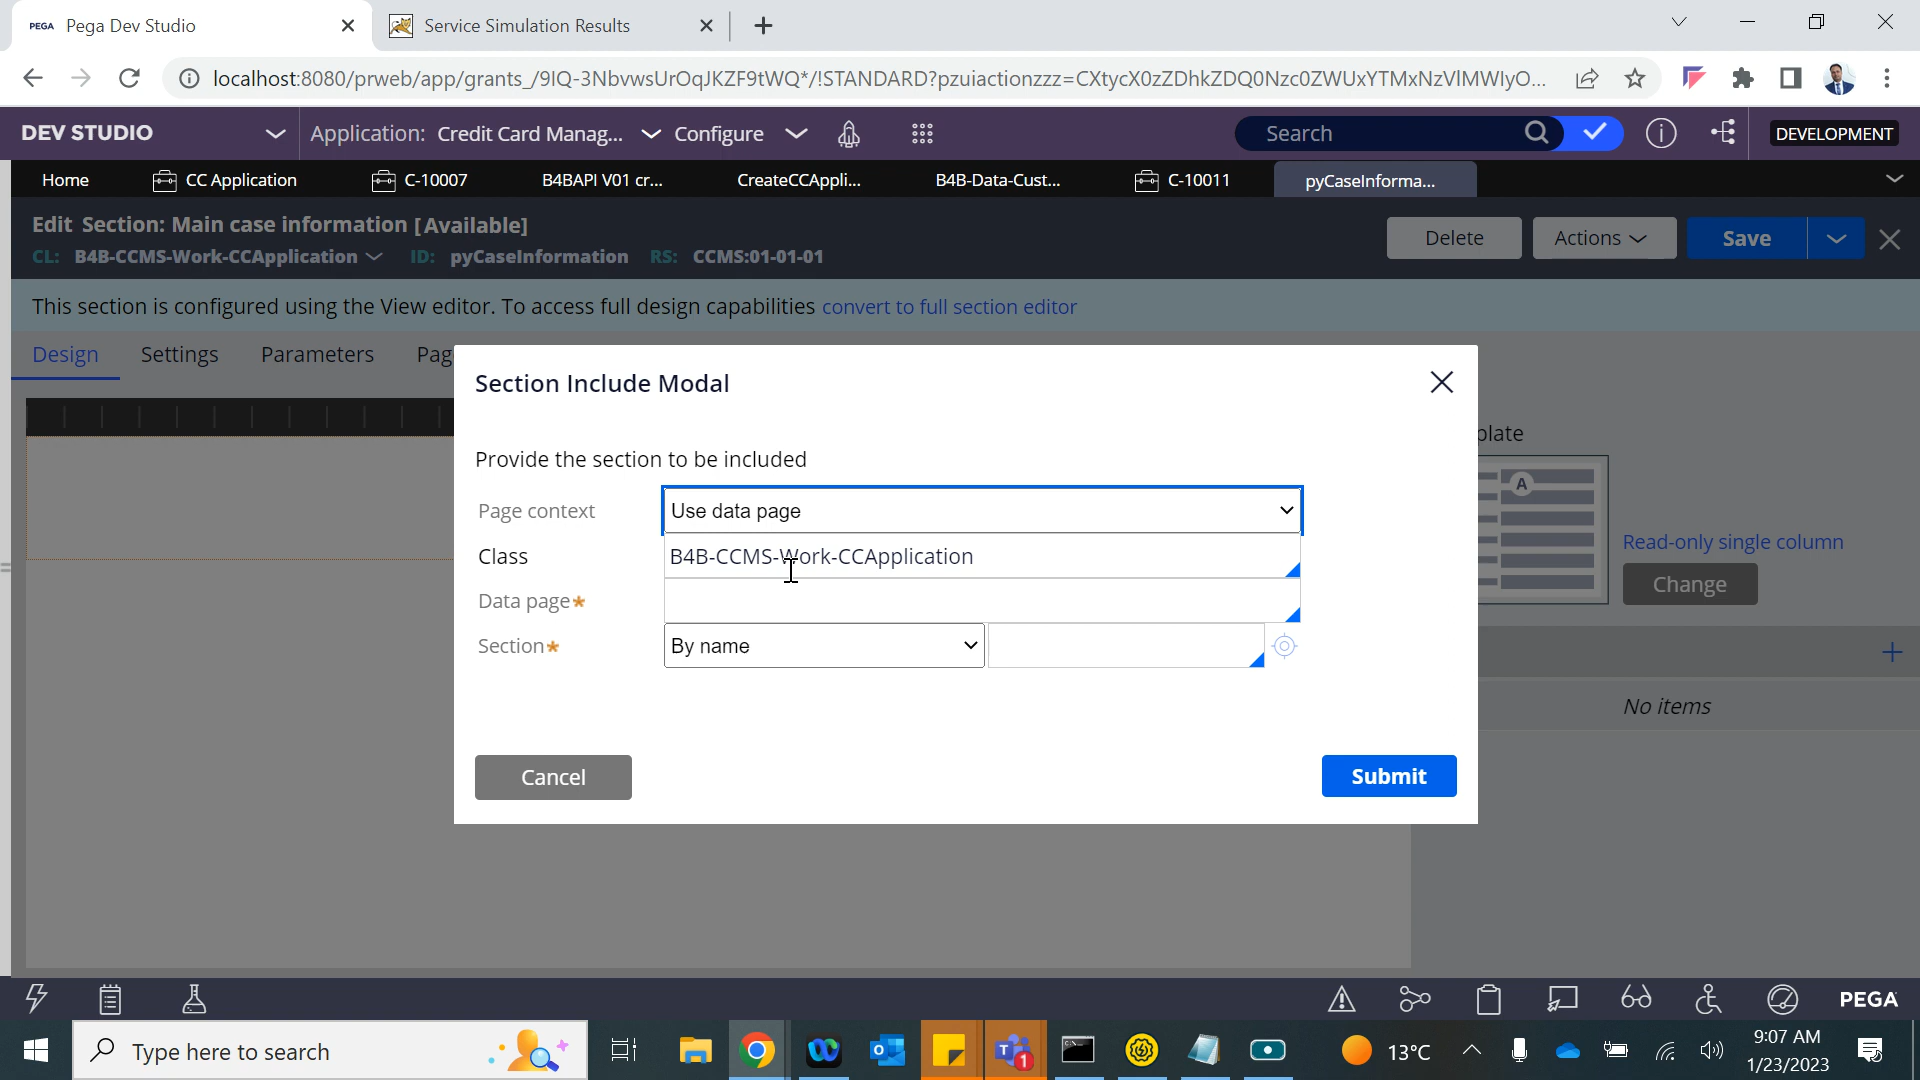 PEGA Pega Dev Studio
Service Simulation Results
localhost:8080/prweb/app/grants_/9IQ-3NbvwsUrOqJKZF9tWQ*/!STANDARD?pzuiactionzzz=CXtycX0zZDhkZDQ0Nzc0ZWUxYTMxNzVlMWIyO...
DEV STUDIO
Application: Credit Card Manag...
Configure
Search
DEVELOPMENT
Home
CC Application
C-10007
B4BAPI V01 cr...
CreateCCAppli...
B4B-Data-Cust...
C-10011
pyCaseInforma...
Edit Section: Main case information [Available]
CL: B4B-CCMS-Work-CCApplication ID: pyCaseInformation RS: CCMS:01-01-01
Delete
Actions
Save
This section is configured using the View editor. To access full design capabilities convert to full section editor
Design
Settings
Parameters
Pag
Section Include Modal
plate
A
Read-only single column
Change
No items
Provide the section to be included
Page context
Use data page
Class
B4B-CCMS-Work-CCApplication
Data page*
Section*
By name
Cancel
Submit
PEGA
Type here to search
1
13°C
9:07 AM
1/23/2023